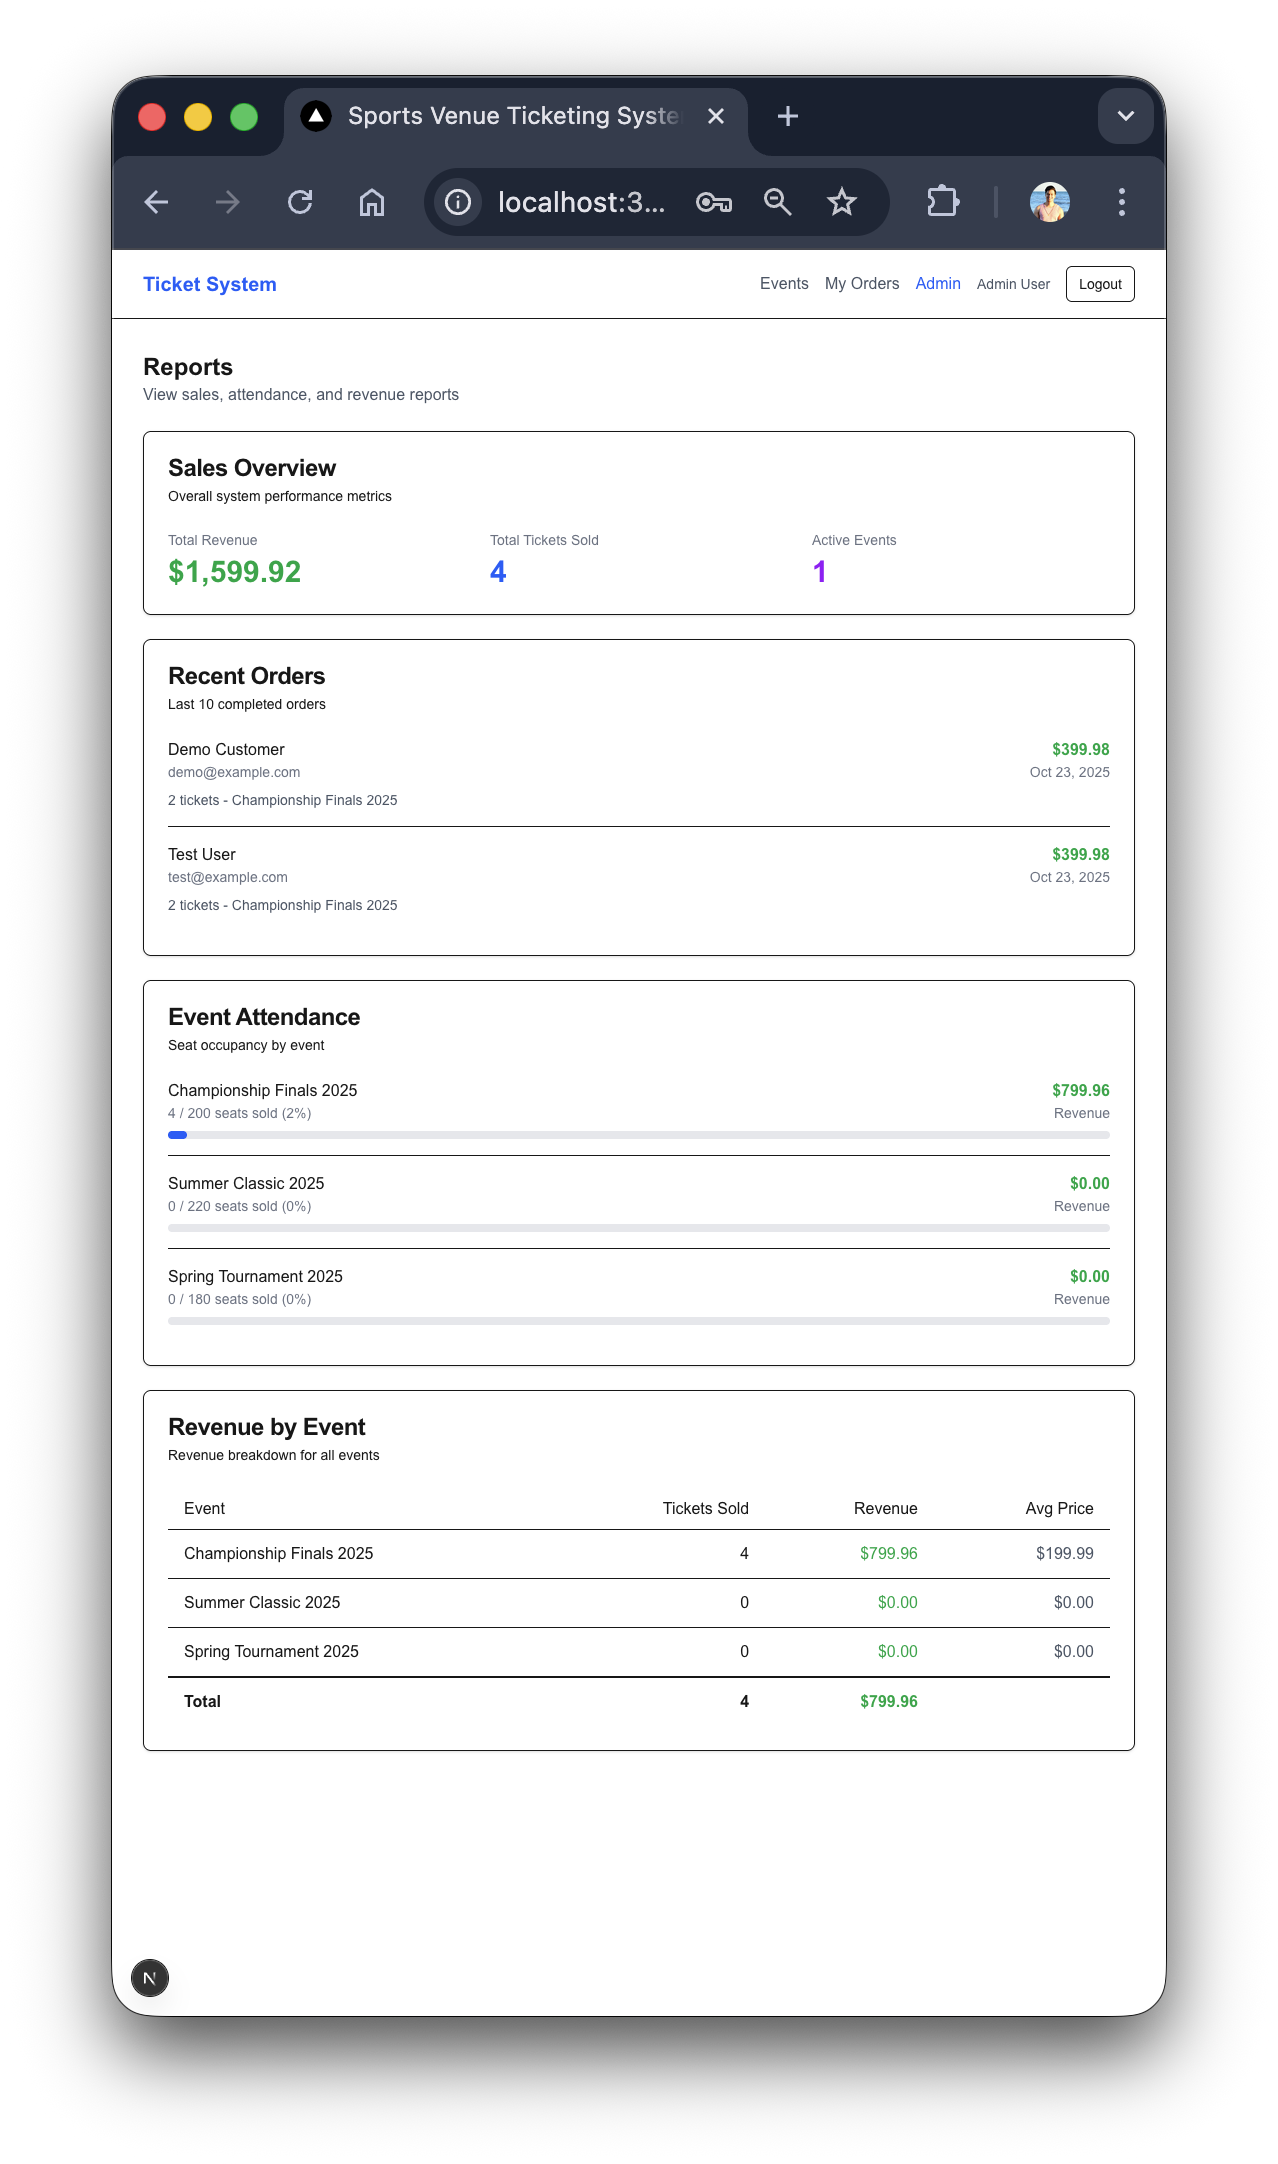 Sports Venue Ticketing Syste
localhost:3...
Ticket System
Events My Orders Admin Admin User Logout
Reports
View sales, attendance, and revenue reports
Sales Overview
Overall system performance metrics
Total Revenue Total Tickets Sold Active Events
$1,599.92 4 1
Recent Orders
Last 10 completed orders
Demo Customer $399.98
demo@example.com Oct 23, 2025
2 tickets - Championship Finals 2025
Test User $399.98
test@example.com Oct 23, 2025
2 tickets - Championship Finals 2025
Event Attendance
Seat occupancy by event
Championship Finals 2025 $799.96
4 / 200 seats sold (2%) Revenue
Summer Classic 2025 $0.00
0 / 220 seats sold (0%) Revenue
Spring Tournament 2025 $0.00
0 / 180 seats sold (0%) Revenue
Revenue by Event
Revenue breakdown for all events
Event Tickets Sold Revenue Avg Price
Championship Finals 2025 4 $799.96 $199.99
Summer Classic 2025 0 $0.00 $0.00
Spring Tournament 2025 0 $0.00 $0.00
Total 4 $799.96
N